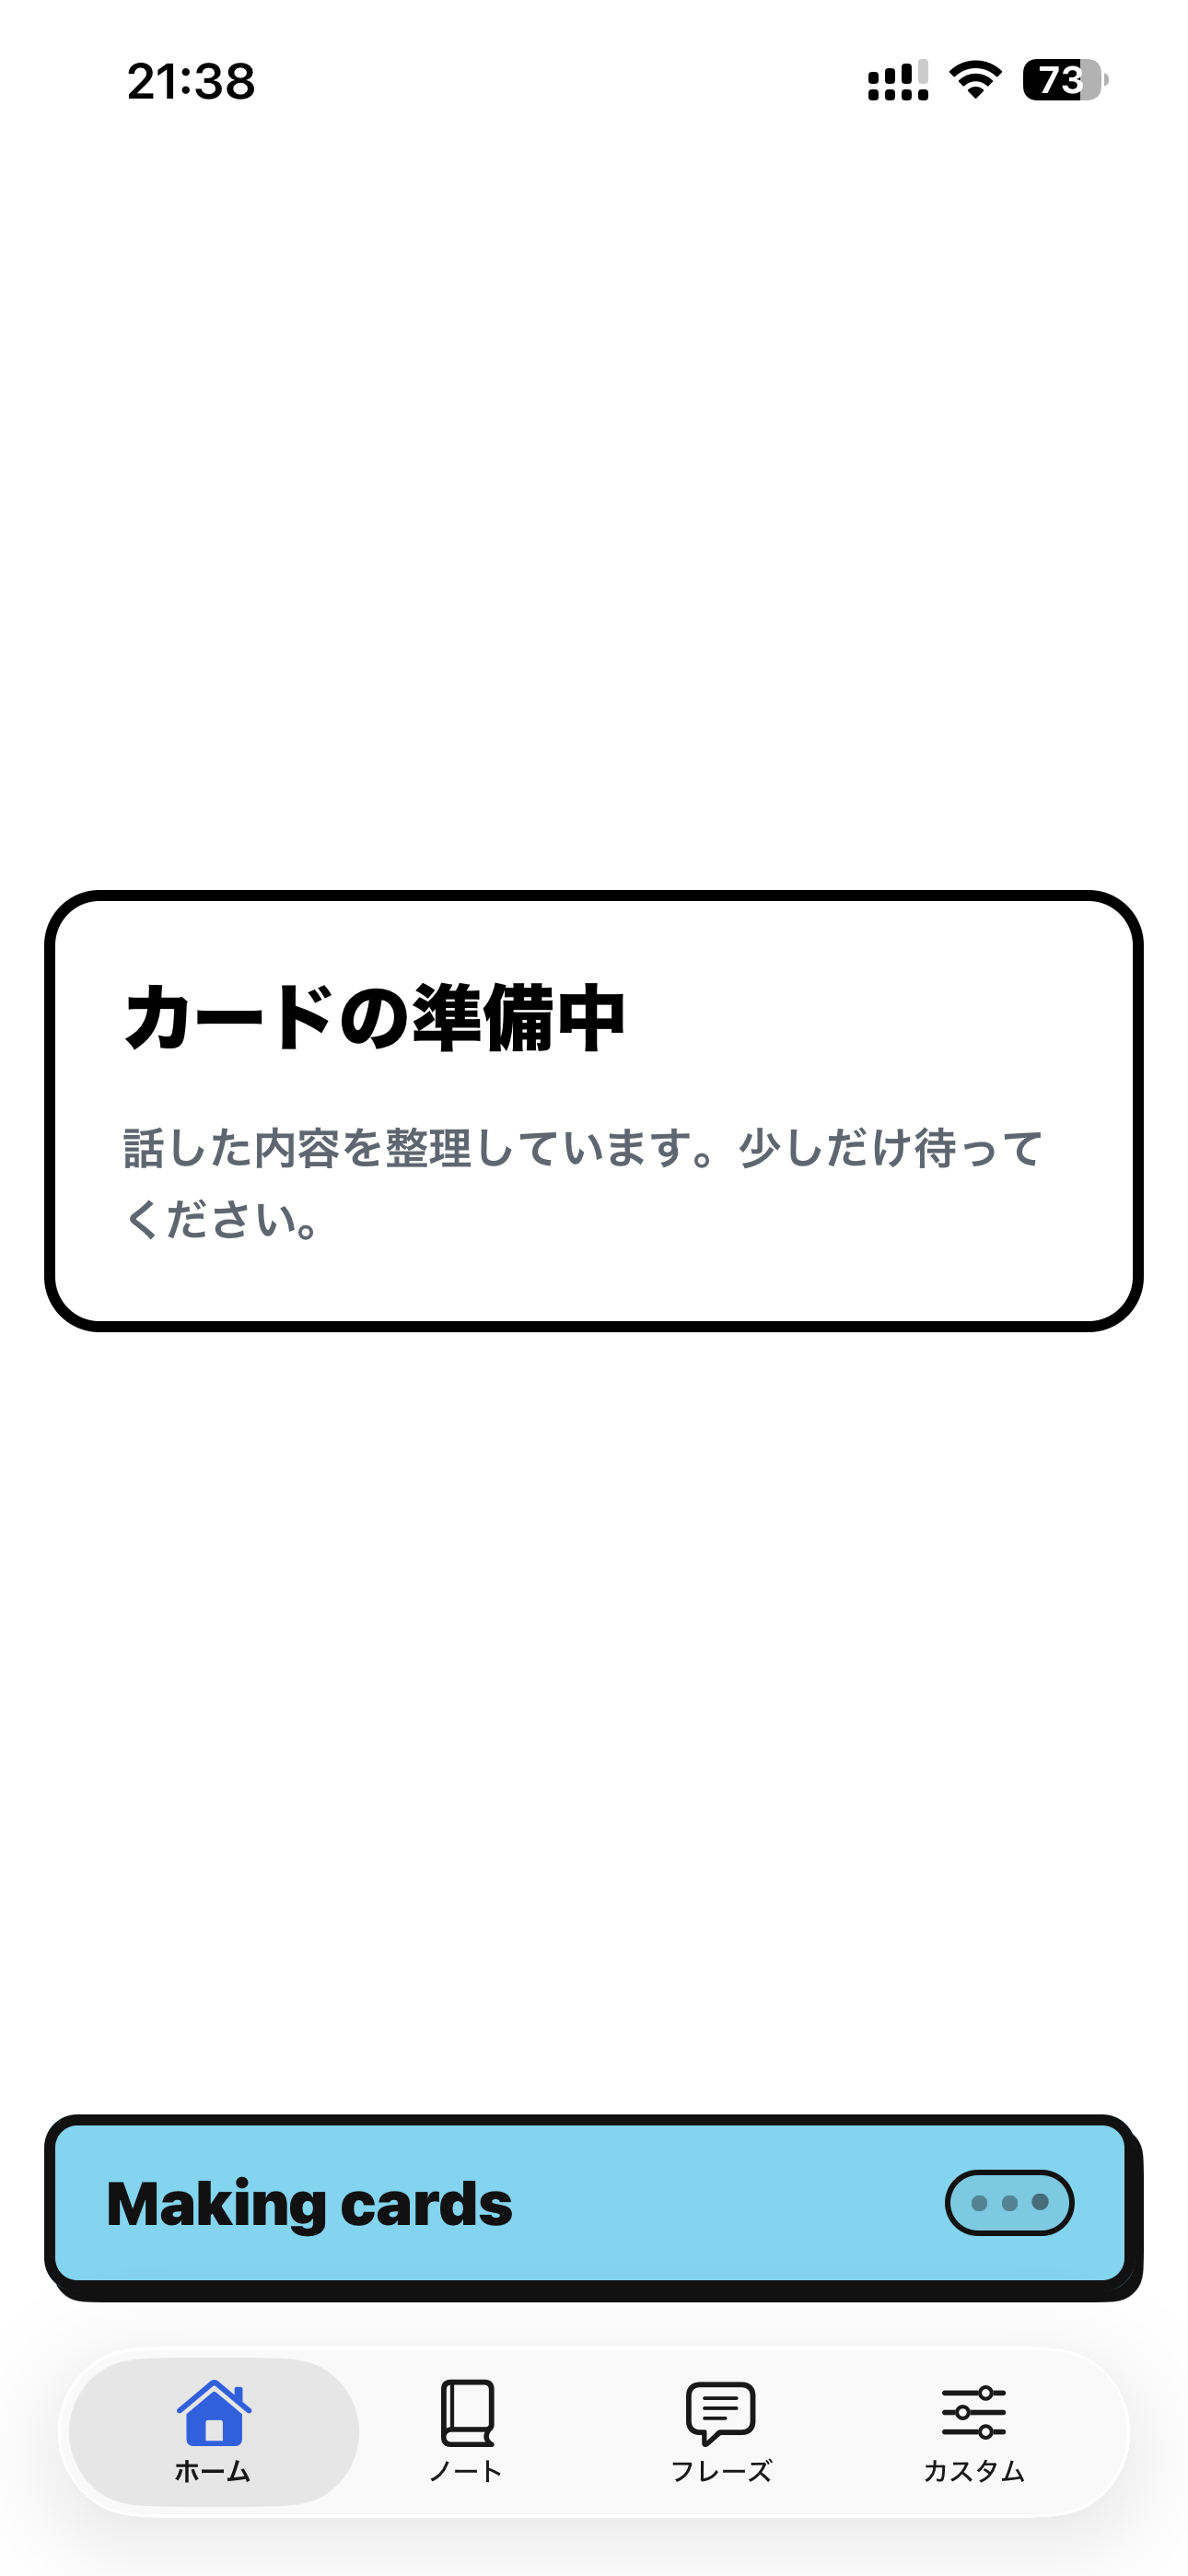 21:38
73
カードの準備中
話した内容を整理しています。少しだけ待って
ください。
Making cards
ホーム
ノート
フレーズ
カスタム